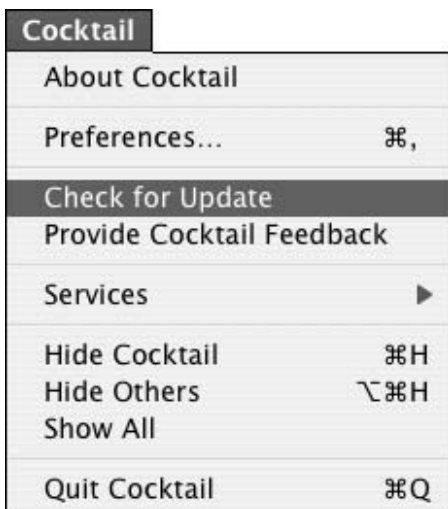 Cocktail
About Cocktail
Preferences... ⌘,
Check for Update
Provide Cocktail Feedback
Services ▶
Hide Cocktail ⌘H
Hide Others ⌥⌘H
Show All
Quit Cocktail ⌘Q